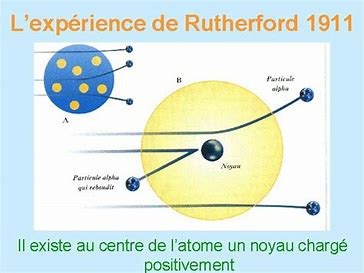 L'expérience de Rutherford 1911
B
Particule
alpha
A
Noyau
Particule alpha
qui rebondit
Il existe au centre de l'atome un noyau chargé
positivement